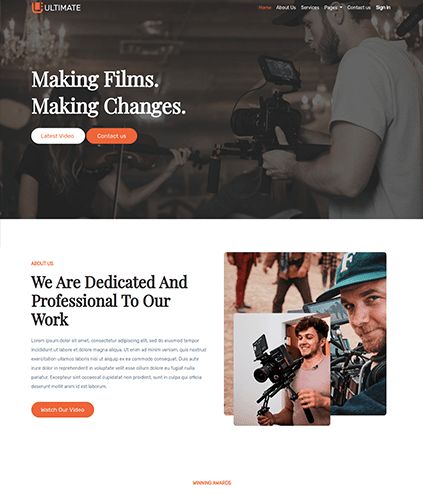 ULTIMATE
Home About Us Services Pages Contact us Sign In
Making Films.
Making Changes.
Latest Video Contact us
ABOUT US
We Are Dedicated And
Professional To Our
Work
Lorem ipsum dolor sit amet, consectetur adipiscing elit, sed do eiusmod
tempor incididunt ut labore et dolore magna aliqua. Ut enim ad minim veniam, quis nostrud
exercitation ullamco laboris nisi ut aliquip ex ea commodo consequat. Duis aute
irure dolor in reprehenderit in voluptate velit esse cillum dolore eu fugiat nulla
pariatur. Excepteur sint occaecat cupidatat non proident, sunt in culpa qui officia
deserunt mollit anim id est laborum.
Watch Our Video
WINNING AWARDS